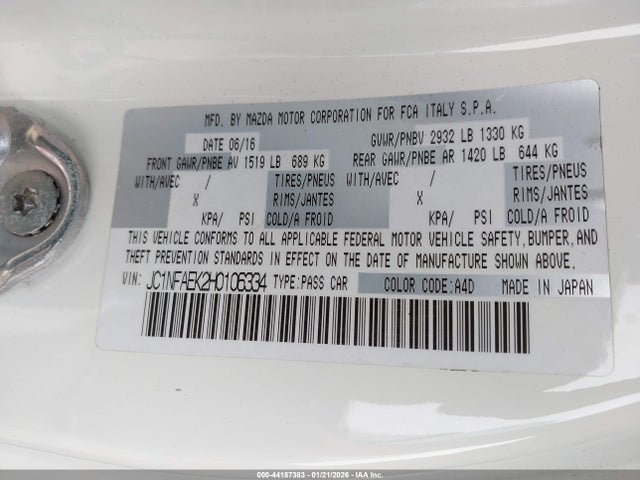 MFD. BY MAZDA MOTOR CORPORATION FOR FCA ITALY S.P.A.
DATE 06/16 GVWR/PNBV 2932 LB 1330 KG
FRONT GAWR/PNBE AV 1519 LB 689 KG REAR GAWR/PNBE AR 1420 LB 644 KG
WITH/AVEC / TIRES/PNEUS WITH/AVEC / TIRES/PNEUS
X RIMS/JANTES X RIMS/JANTES
KPA/ PSI COLD/A FROID KPA/ PSI COLD/A FROID
THIS VEHICLE CONFORMS TO ALL APPLICABLE FEDERAL MOTOR VEHICLE SAFETY, BUMPER, AND
THEFT PREVENTION STANDARDS IN EFFECT ON THE DATE OF MANUFACTURE SHOWN ABOVE.
VIN: JC1NFAEK2H0106334 TYPE: PASS CAR COLOR CODE: A4D MADE IN JAPAN
000-44187383 — 01/21/2026 — IAA Inc.